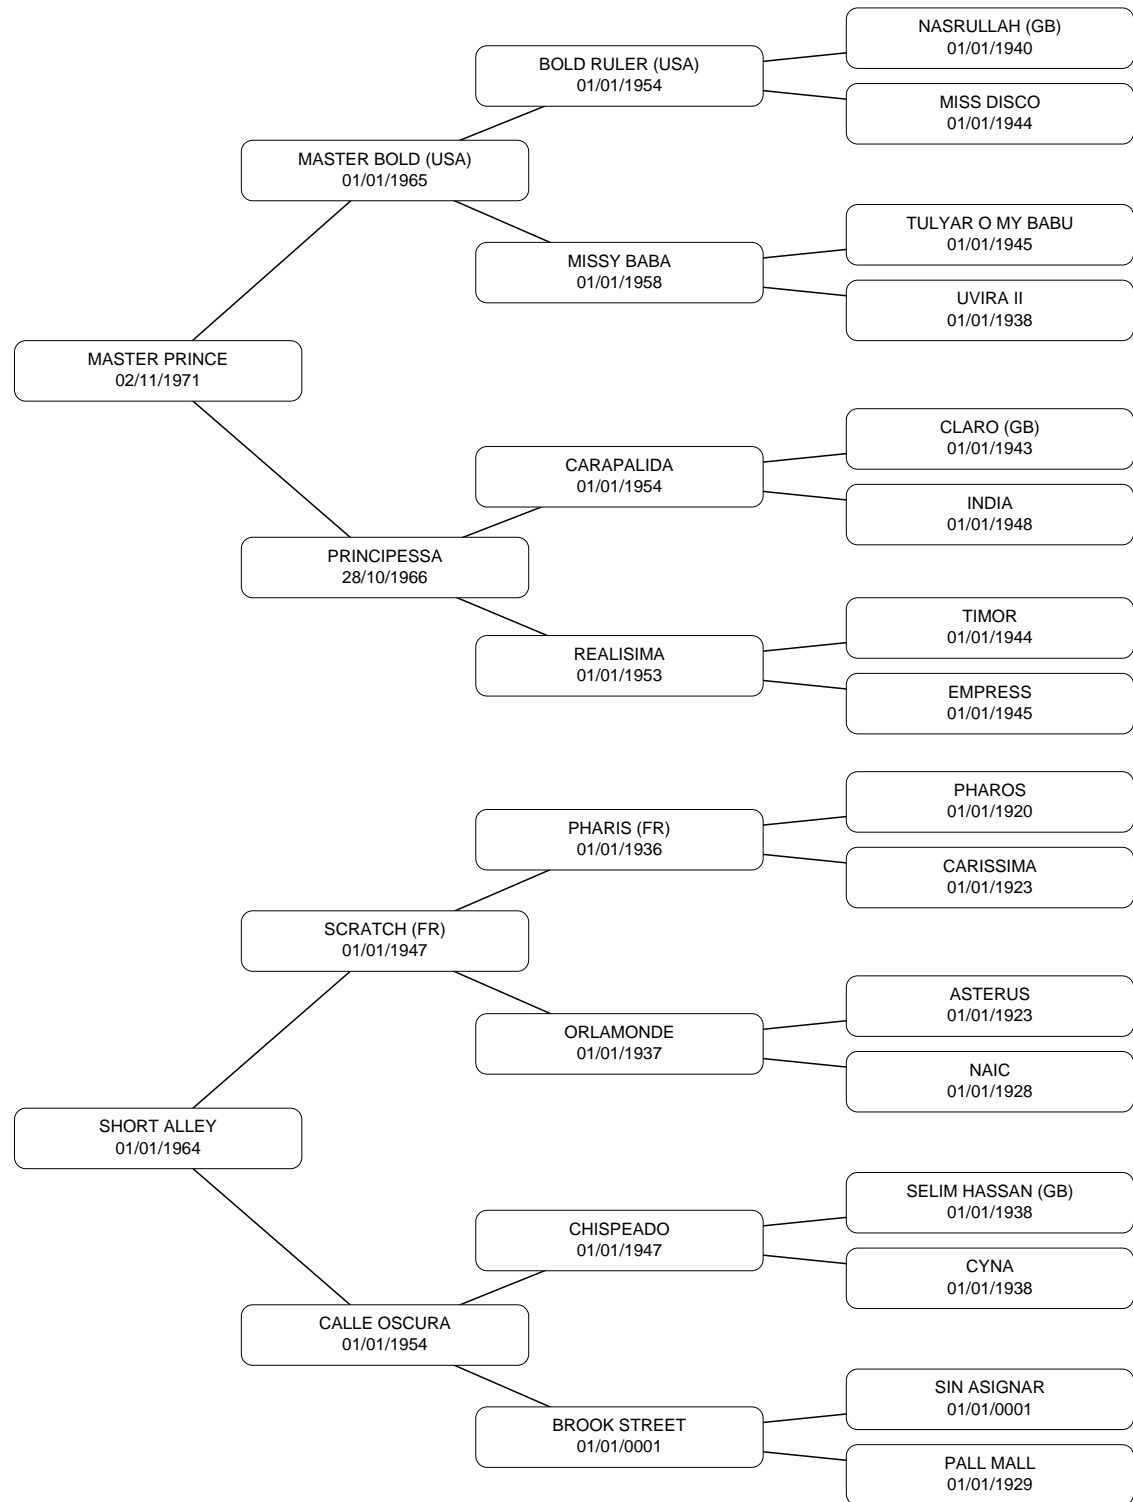 NASRULLAH (GB)
01/01/1940
BOLD RULER (USA)
01/01/1954
MISS DISCO
01/01/1944
MASTER BOLD (USA)
01/01/1965
TULYAR O MY BABU
01/01/1945
MISSY BABA
01/01/1958
UVIRA II
01/01/1938
MASTER PRINCE
02/11/1971
CLARO (GB)
01/01/1943
CARAPALIDA
01/01/1954
INDIA
01/01/1948
PRINCIPESSA
28/10/1966
TIMOR
01/01/1944
REALISIMA
01/01/1953
EMPRESS
01/01/1945
PHAROS
01/01/1920
PHARIS (FR)
01/01/1936
CARISSIMA
01/01/1923
SCRATCH (FR)
01/01/1947
ASTERUS
01/01/1923
ORLAMONDE
01/01/1937
NAIC
01/01/1928
SHORT ALLEY
01/01/1964
SELIM HASSAN (GB)
01/01/1938
CHISPEADO
01/01/1947
CYNA
01/01/1938
CALLE OSCURA
01/01/1954
SIN ASIGNAR
01/01/0001
BROOK STREET
01/01/0001
PALL MALL
01/01/1929